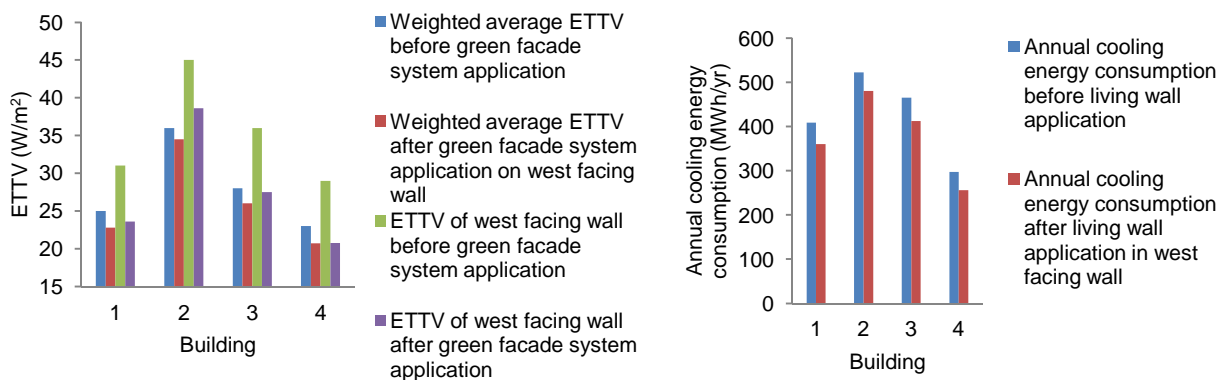 50
45
40
35
30
25
20
15
ETTV (W/m²)
1 2 3 4
Building
Weighted average ETTV
before green facade
system application
Weighted average ETTV
after green facade system
application on west facing
wall
ETTV of west facing wall
before green facade
system application
ETTV of west facing wall
after green facade system
application
600
500
400
300
200
100
0
Annual cooling energy
consumption (MWh/yr)
1 2 3 4
Building
Annual cooling
energy consumption
before living wall
application
Annual cooling
energy consumption
after living wall
application in west
facing wall